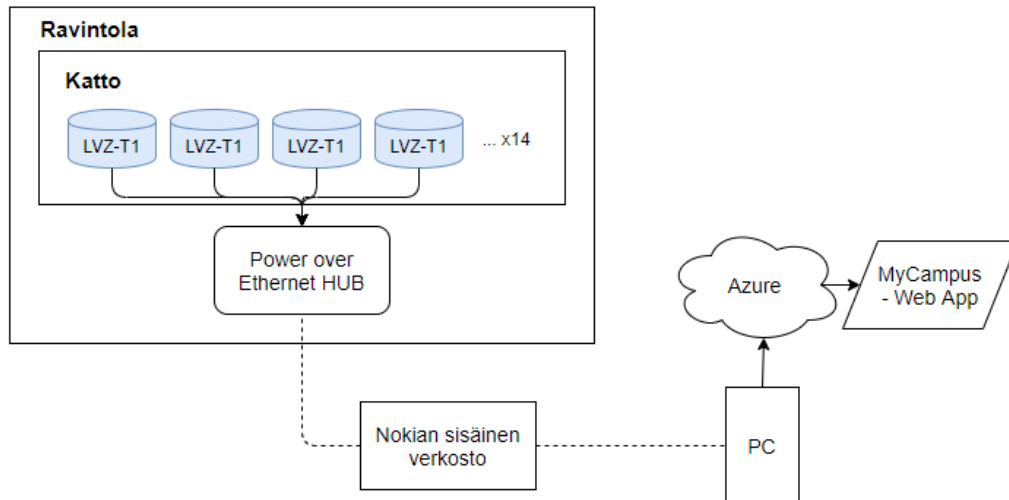 Ravintola
Katto
LVZ-T1
LVZ-T1
LVZ-T1
LVZ-T1
... x14
Power over
Ethernet HUB
Azure
MyCampus
- Web App
Nokian sisäinen
verkosto
PC